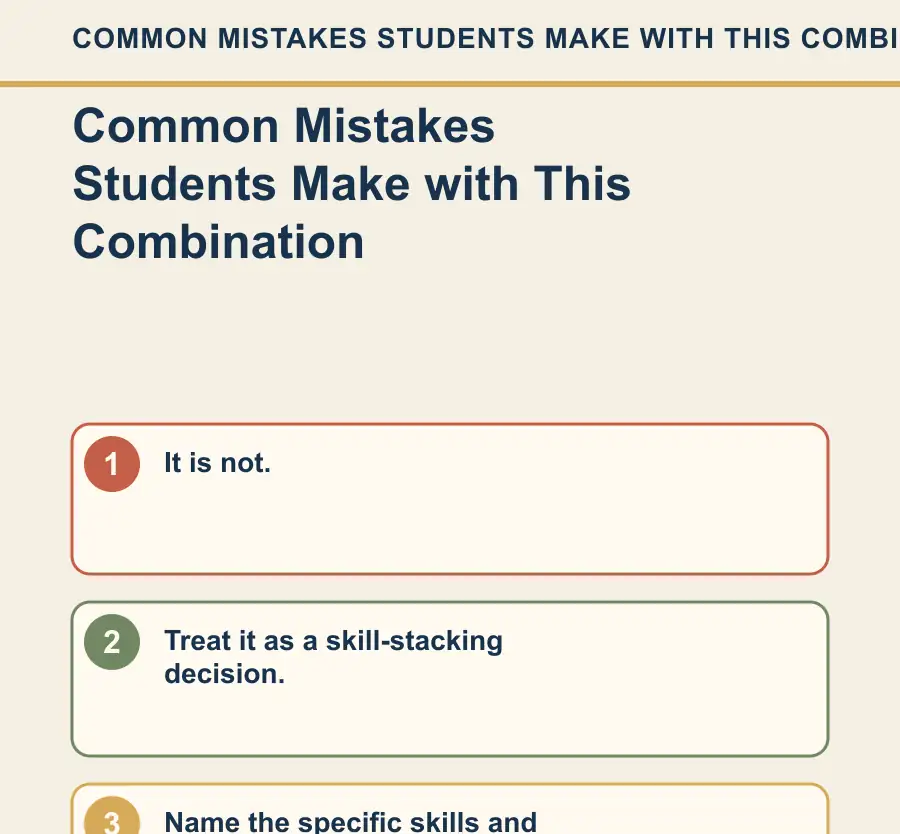 COMMON MISTAKES STUDENTS MAKE WITH THIS COMBI
Common Mistakes
Students Make with This
Combination
1
It is not.
2
Treat it as a skill-stacking
decision.
3
Name the specific skills and